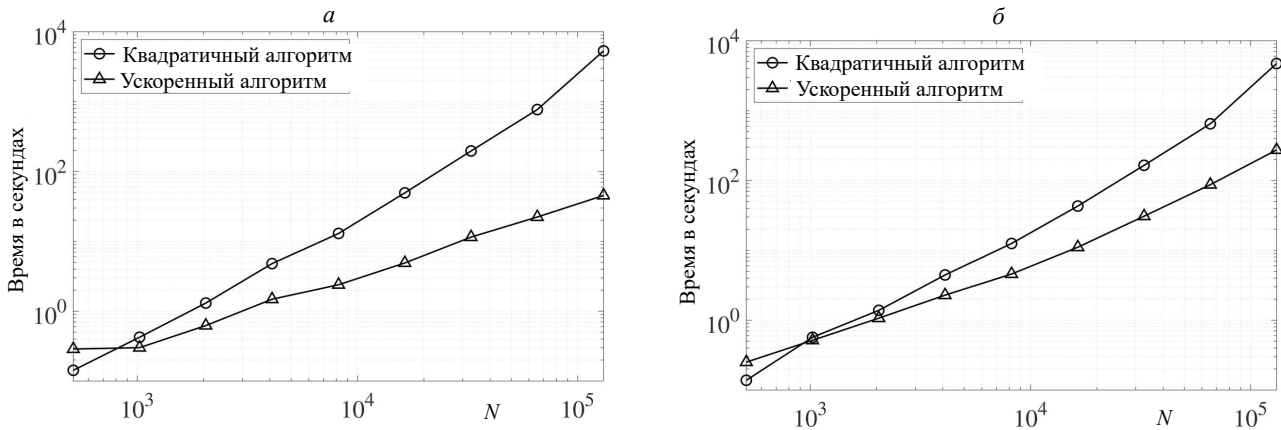 а
10^4
10^2
10^0
Время в секундах
Квадратичный алгоритм
Ускоренный алгоритм
10^3
10^4
N
10^5
б
10^4
10^2
10^0
Время в секундах
Квадратичный алгоритм
Ускоренный алгоритм
10^3
10^4
N
10^5